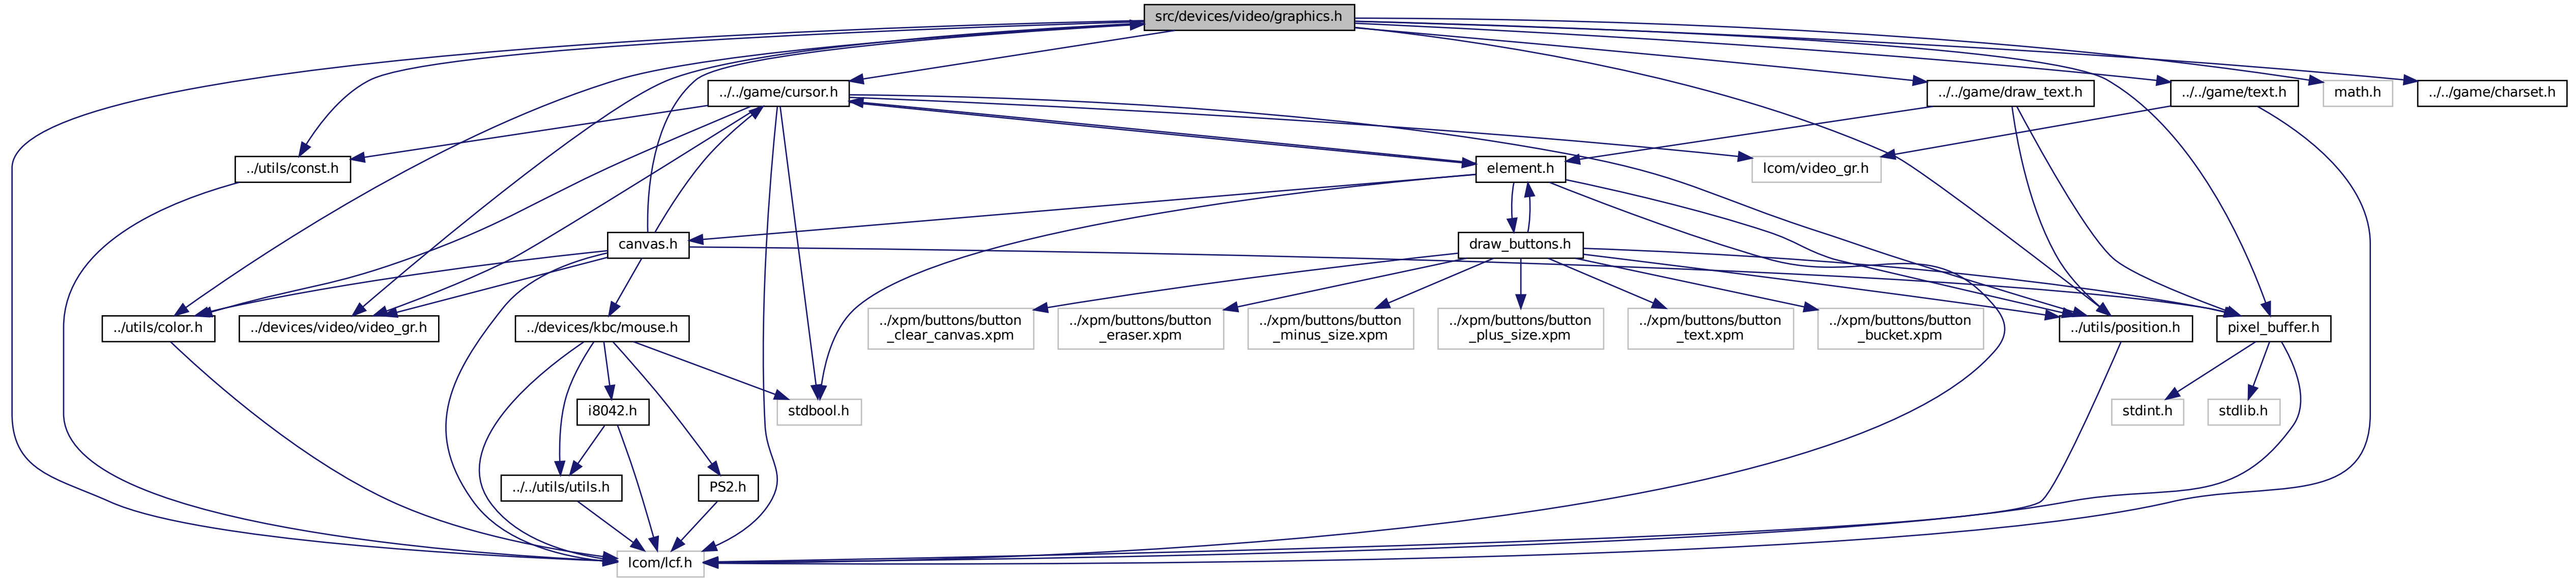 src/devices/video/graphics.h
../../game/cursor.h
../../game/draw_text.h
../../game/text.h
math.h
../../game/charset.h
../utils/const.h
element.h
lcom/video_gr.h
canvas.h
draw_buttons.h
../utils/color.h
../devices/video/video_gr.h
../devices/kbc/mouse.h
../xpm/buttons/button
_clear_canvas.xpm
../xpm/buttons/button
_eraser.xpm
../xpm/buttons/button
_minus_size.xpm
../xpm/buttons/button
_plus_size.xpm
../xpm/buttons/button
_text.xpm
../xpm/buttons/button
_bucket.xpm
../utils/position.h
pixel_buffer.h
i8042.h
stdbool.h
stdint.h
stdlib.h
../../utils/utils.h
PS2.h
lcom/lcf.h